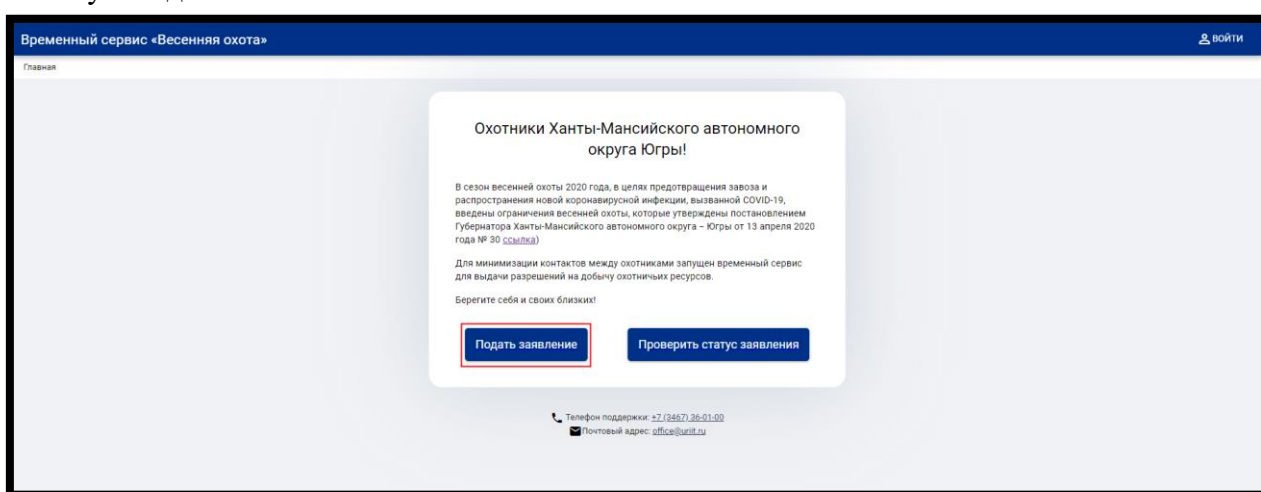 Временный сервис «Весенняя охота»
ВОЙТИ
Главная
Охотники Ханты-Мансийского автономного
округа Югры!
В сезон весенней охоты 2020 года, в целях предотвращения завоза и
распространения новой коронавирусной инфекции, вызванной COVID-19,
введены ограничения весенней охоты, которые утверждены постановлением
Губернатора Ханты-Мансийского автономного округа – Югры от 13 апреля 2020
года № 30 ссылка)
Для минимизации контактов между охотниками запущен временный сервис
для выдачи разрешений на добычу охотничьих ресурсов.
Берегите себя и своих близких!
Подать заявление
Проверить статус заявления
Телефон поддержки: +7 (3467) 36-01-00
Почтовый адрес: office@uriit.ru